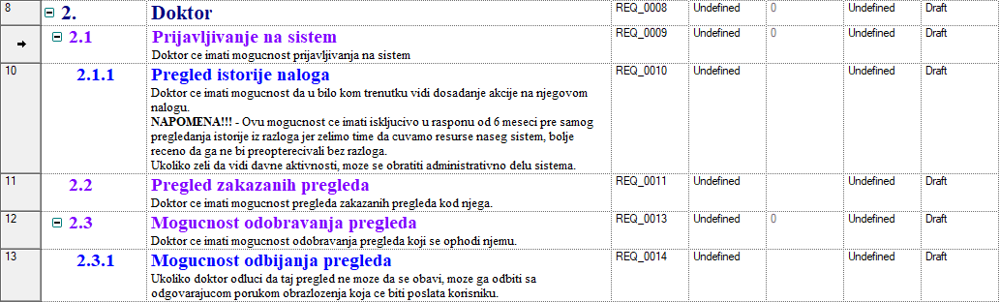 8 2. Doktor REQ_0008 Undefined 0 Undefined Draft
2.1 Prijavljivanje na sistem REQ_0009 Undefined 0 Undefined Draft
Doktor ce imati mogucnost prijavljivanja na sistem
10 2.1.1 Pregled istorije naloga REQ_0010 Undefined Undefined Draft
Doktor ce imati mogucnost da u bilo kom trenutku vidi dosadanje akcije na njegovom
nalogu.
NAPOMENA!!! - Ovu mogucnost ce imati iskljucivo u rasponu od 6 meseci pre samog
pregledanja istorije iz razloga jer zelimo time da cuvamo resurse naseg sistem, bolje
receno da ga ne bi preopterecivali bez razloga.
Ukoliko zeli da vidi davne aktivnosti, moze se obratiti administrativno delu sistema.
11 2.2 Pregled zakazanih pregleda REQ_0011 Undefined Undefined Draft
Doktor ce imati mogucnost pregleda zakazanih pregleda kod njega.
12 2.3 Mogucnost odobravanja pregleda REQ_0013 Undefined 0 Undefined Draft
Doktor ce imati mogucnost odobravanja pregleda koji se ophodi njemu.
13 2.3.1 Mogucnost odbijanja pregleda REQ_0014 Undefined Undefined Draft
Ukoliko doktor odluci da taj pregled ne moze da se obavi, moze ga odbiti sa
odgovarajucom porukom obrazlozenja koja ce biti poslata korisniku.